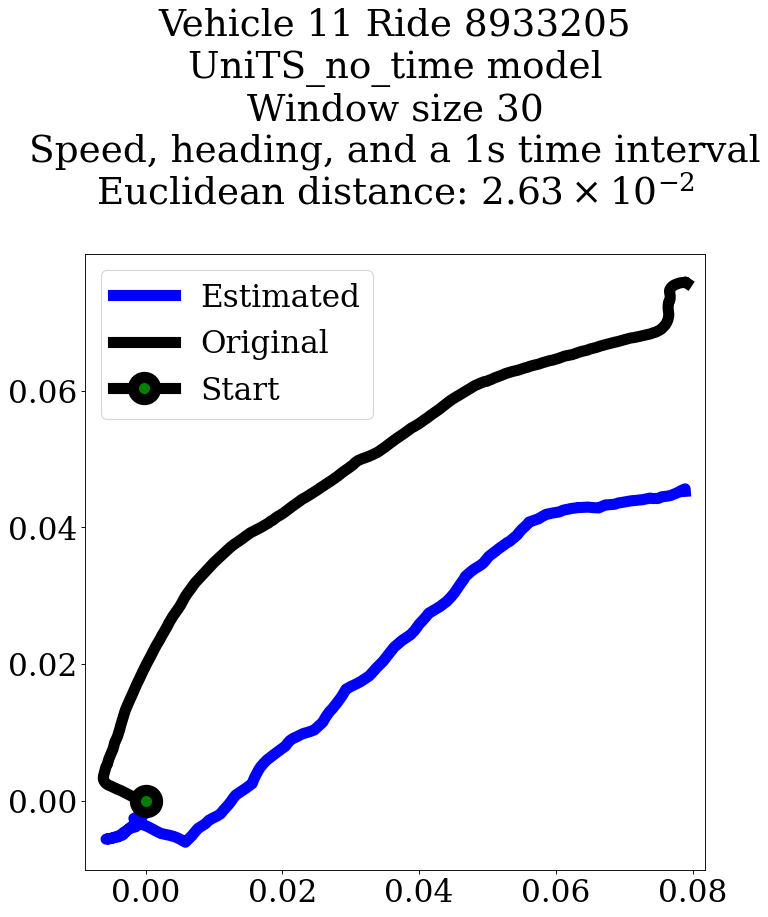 Vehicle 11 Ride 8933205
UniTS_no_time model
Window size 30
Speed, heading, and a 1s time interval
Euclidean distance: 2.63 × 10⁻²
Estimated
Original
Start
0.06
0.04
0.02
0.00
0.00 0.02 0.04 0.06 0.08